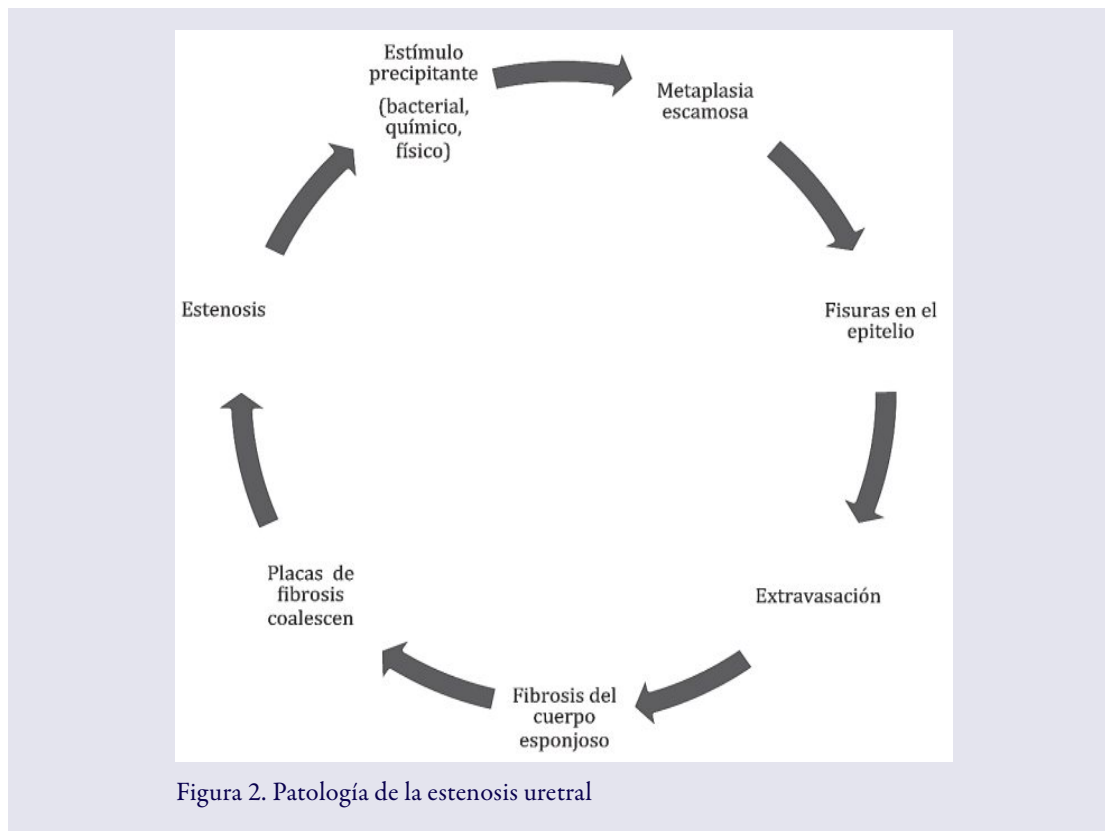 Estímulo
precipitante
(bacterial,
químico,
físico)
Metaplasia
escamosa
Fisuras en el
epitelio
Extravasación
Fibrosis del
cuerpo
esponjoso
Placas de
fibrosis
coalescen
Estenosis
Figura 2. Patología de la estenosis uretral